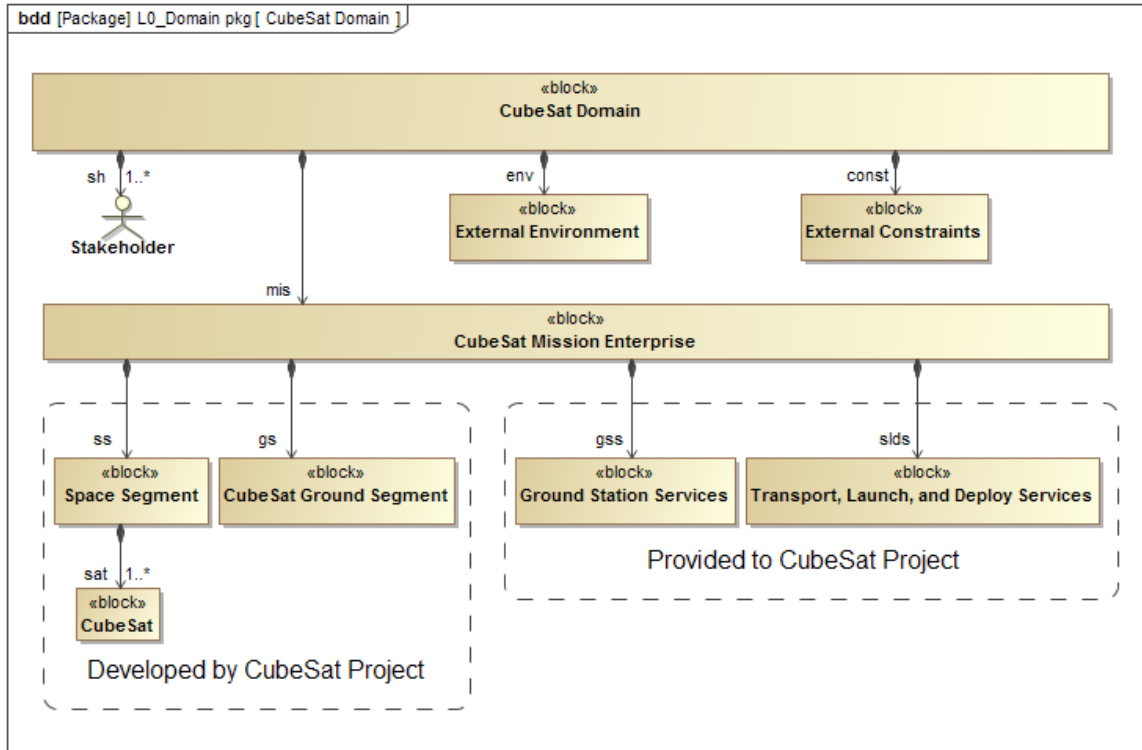 bdd [Package] L0_Domain pkg [ CubeSat Domain ]
«block»
CubeSat Domain
sh 1..*
env
const
Stakeholder
«block»
External Environment
«block»
External Constraints
mis
«block»
CubeSat Mission Enterprise
ss
gs
gss
slds
«block»
Space Segment
«block»
CubeSat Ground Segment
«block»
Ground Station Services
«block»
Transport, Launch, and Deploy Services
sat 1..*
«block»
CubeSat
Developed by CubeSat Project
Provided to CubeSat Project